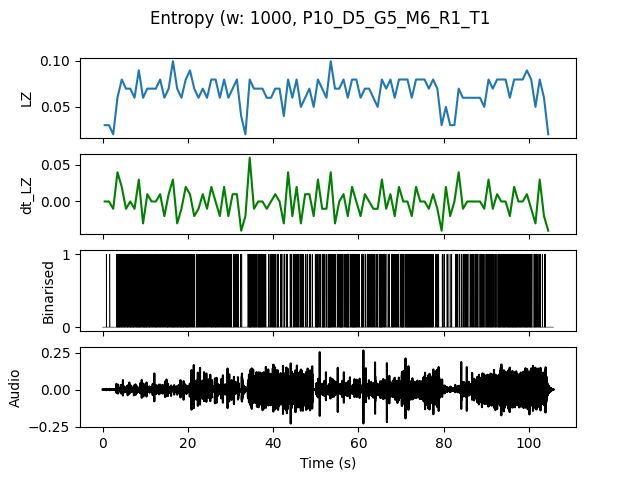 Entropy (w: 1000, P10_D5_G5_M6_R1_T1
0.10
0.05
LZ
0.05
0.00
dt_LZ
1
0
Binarised
0.25
0.00
−0.25
Audio
0 20 40 60 80 100
Time (s)